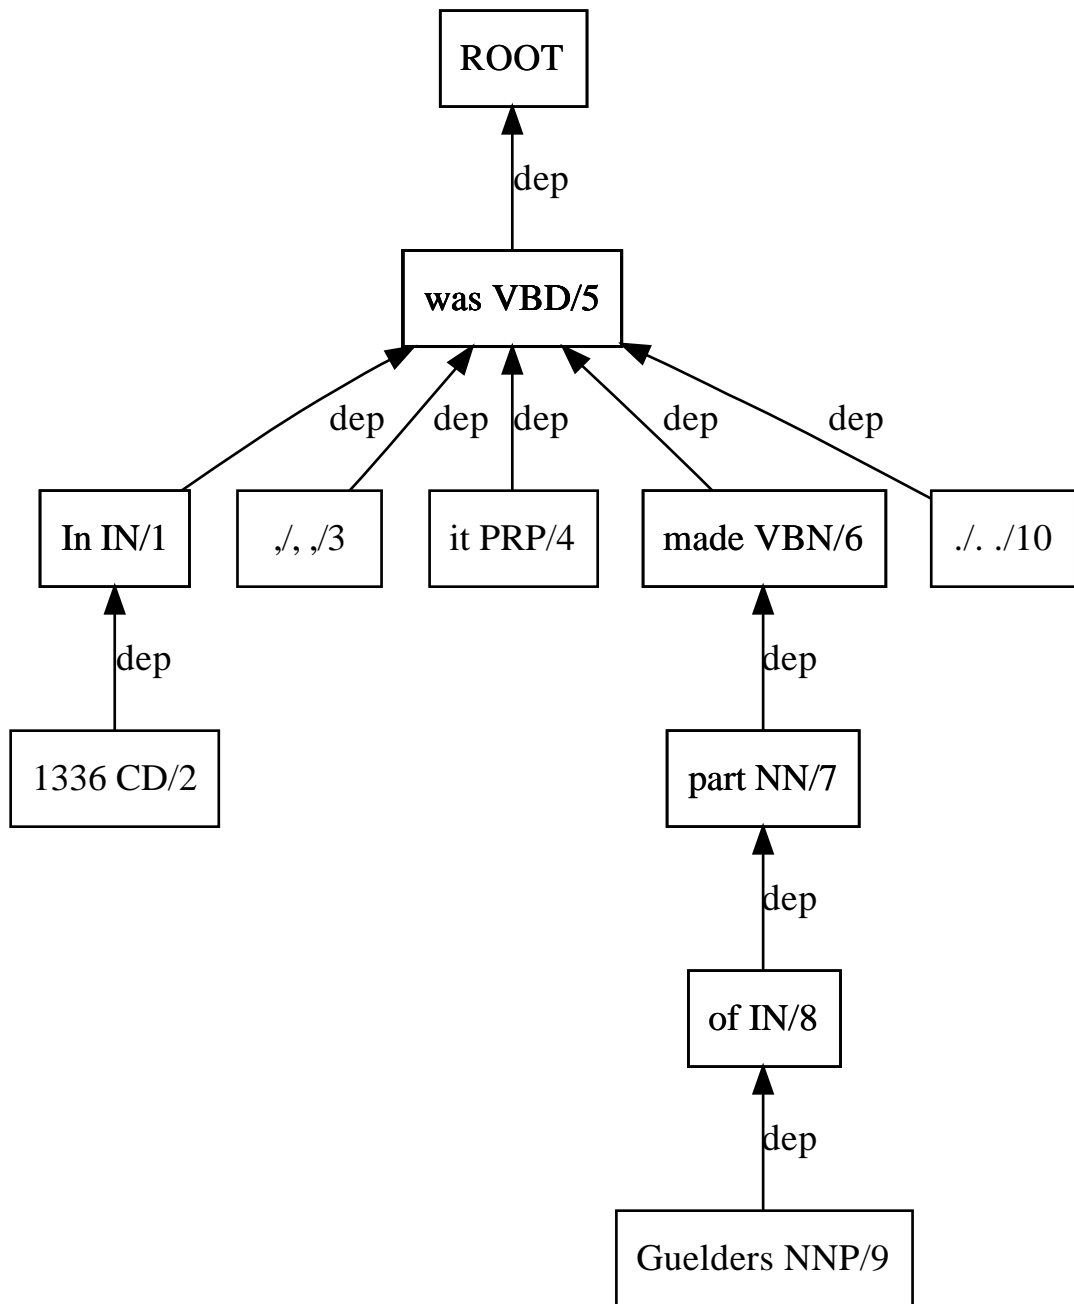 ROOT
dep
was VBD/5
dep dep dep dep dep
In IN/1 ,/, ,/3 it PRP/4 made VBN/6 ./. ./10
dep dep
1336 CD/2 part NN/7
dep
of IN/8
dep
Guelders NNP/9